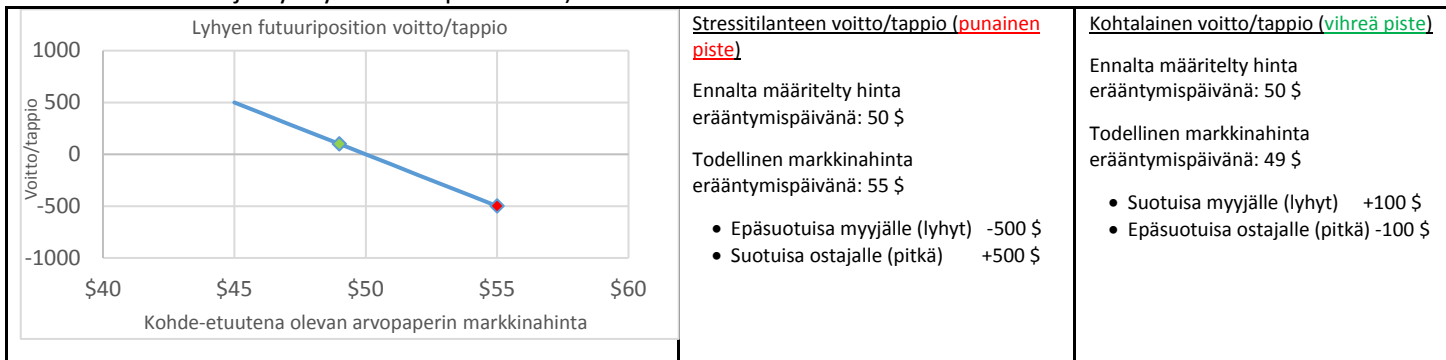 Lyhyen futuuriposition voitto/tappio
Voitto/tappio
1000
500
0
-500
-1000
$40 $45 $50 $55 $60
Kohde-etuutena olevan arvopaperin markkinahinta
Stressitilanteen voitto/tappio (punainen
piste)
Ennalta määritelty hinta
erääntymispäivänä: 50 $
Todellinen markkinahinta
erääntymispäivänä: 55 $
• Epäsuotuisa myyjälle (lyhyt) -500 $
• Suotuisa ostajalle (pitkä) +500 $
Kohtalainen voitto/tappio (vihreä piste)
Ennalta määritelty hinta
erääntymispäivänä: 50 $
Todellinen markkinahinta
erääntymispäivänä: 49 $
• Suotuisa myyjälle (lyhyt) +100 $
• Epäsuotuisa ostajalle (pitkä) -100 $